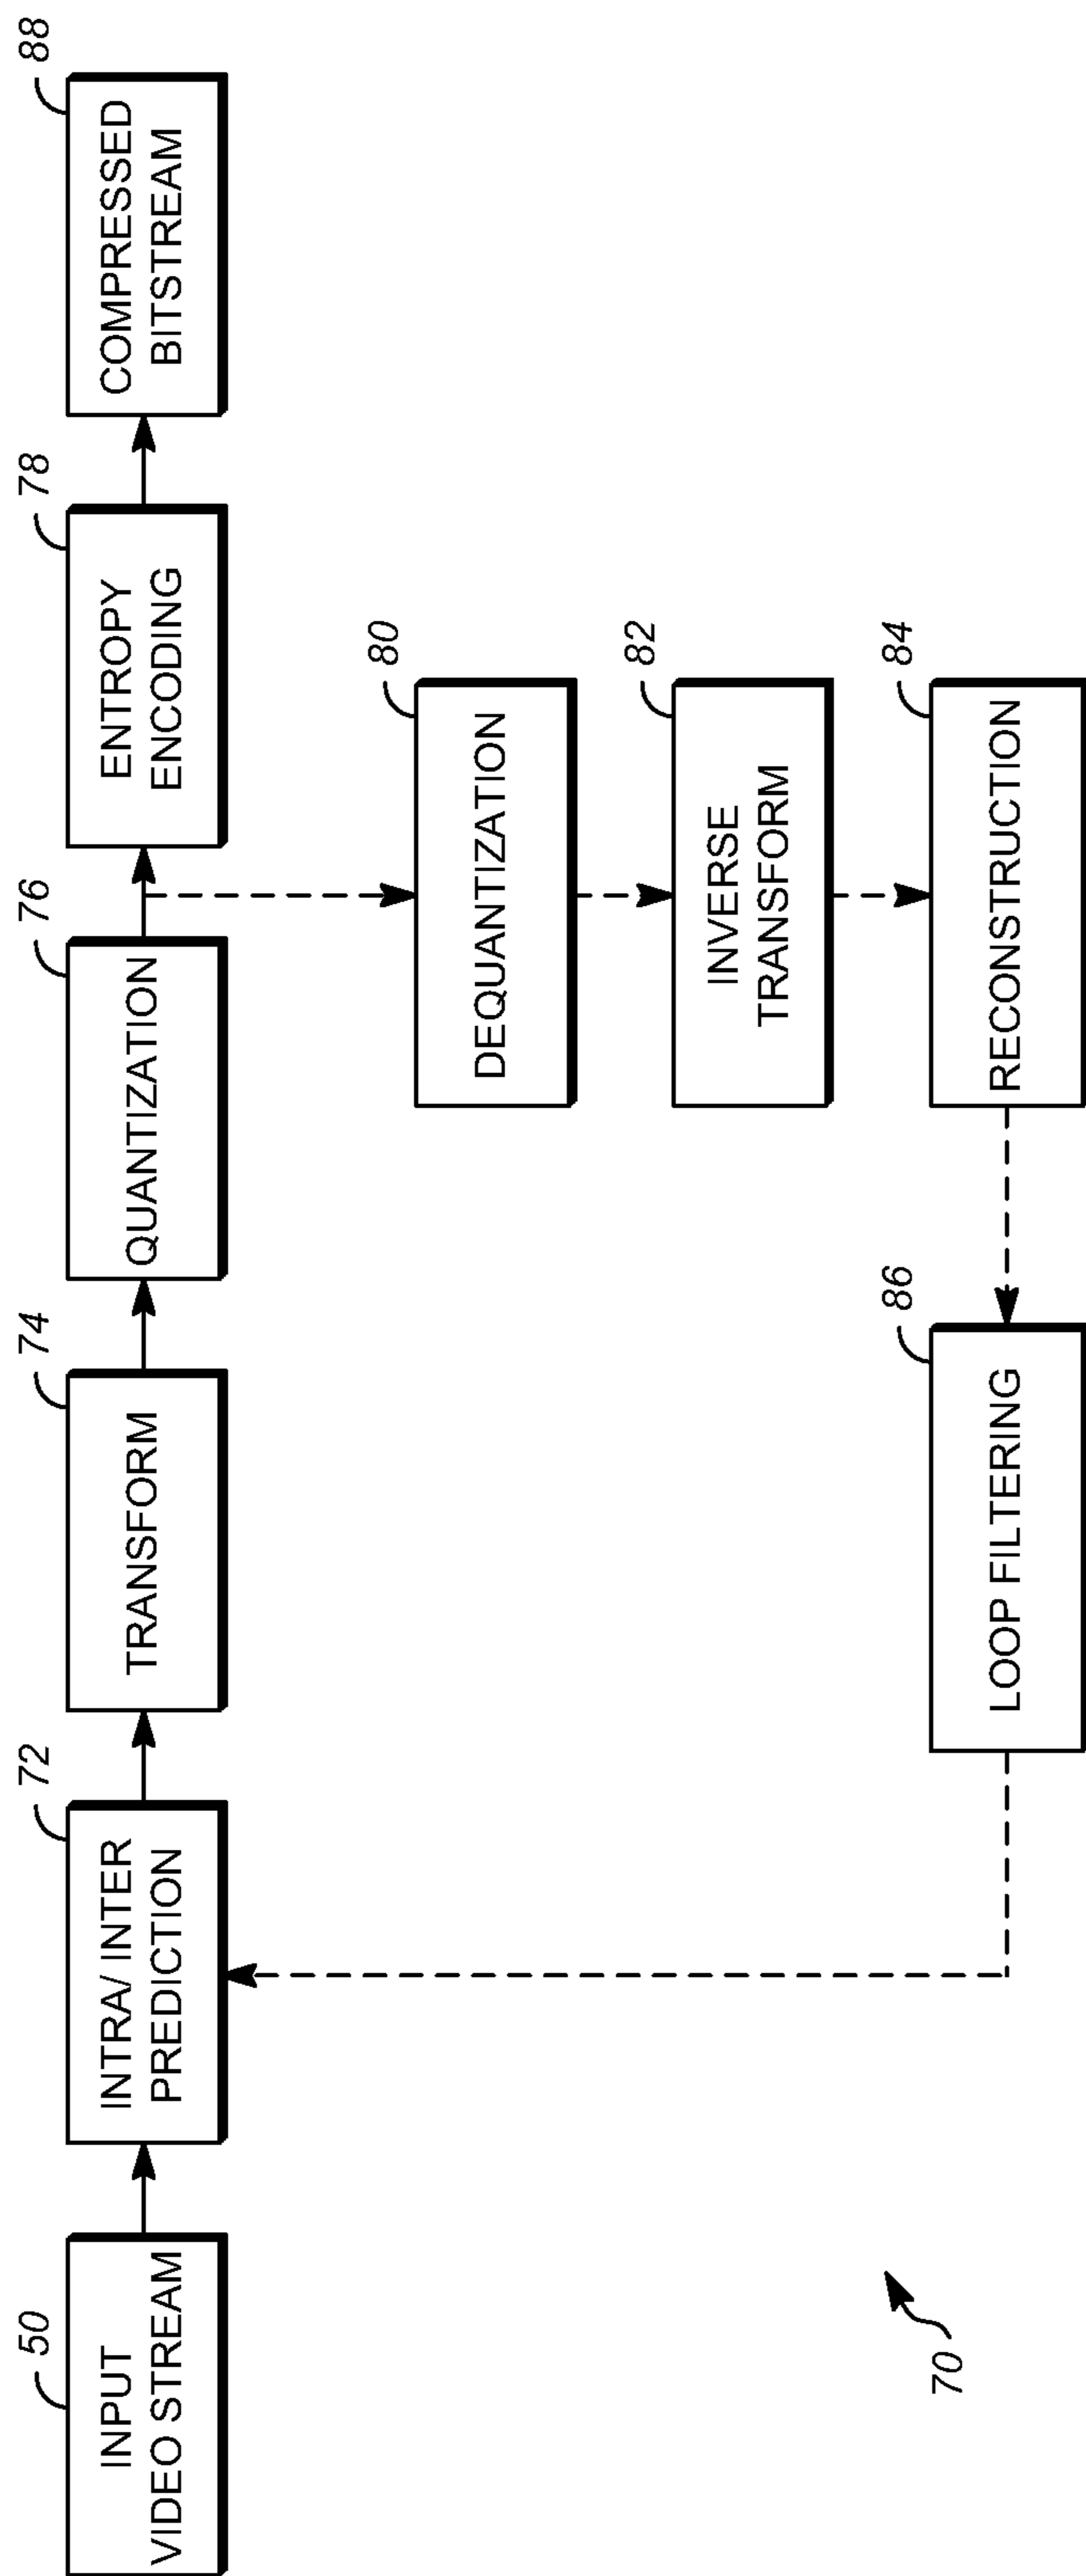 50
INPUT
VIDEO STREAM
72
INTRA/ INTER
PREDICTION
74
TRANSFORM
76
QUANTIZATION
78
ENTROPY
ENCODING
88
COMPRESSED
BITSTREAM
80
DEQUANTIZATION
82
INVERSE
TRANSFORM
86
LOOP FILTERING
84
RECONSTRUCTION
70